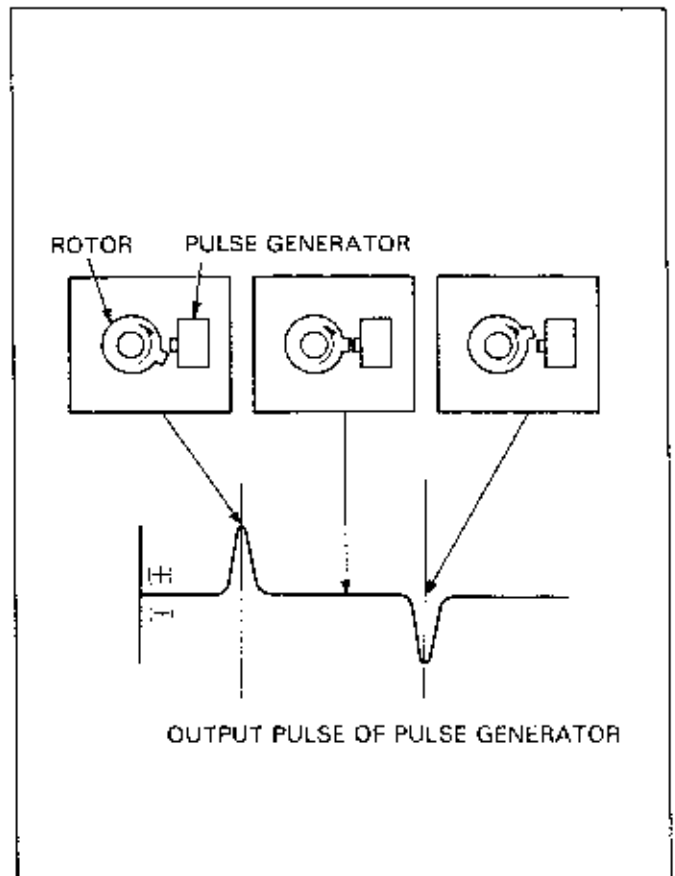 ROTOR
PULSE GENERATOR
+
−
OUTPUT PULSE OF PULSE GENERATOR